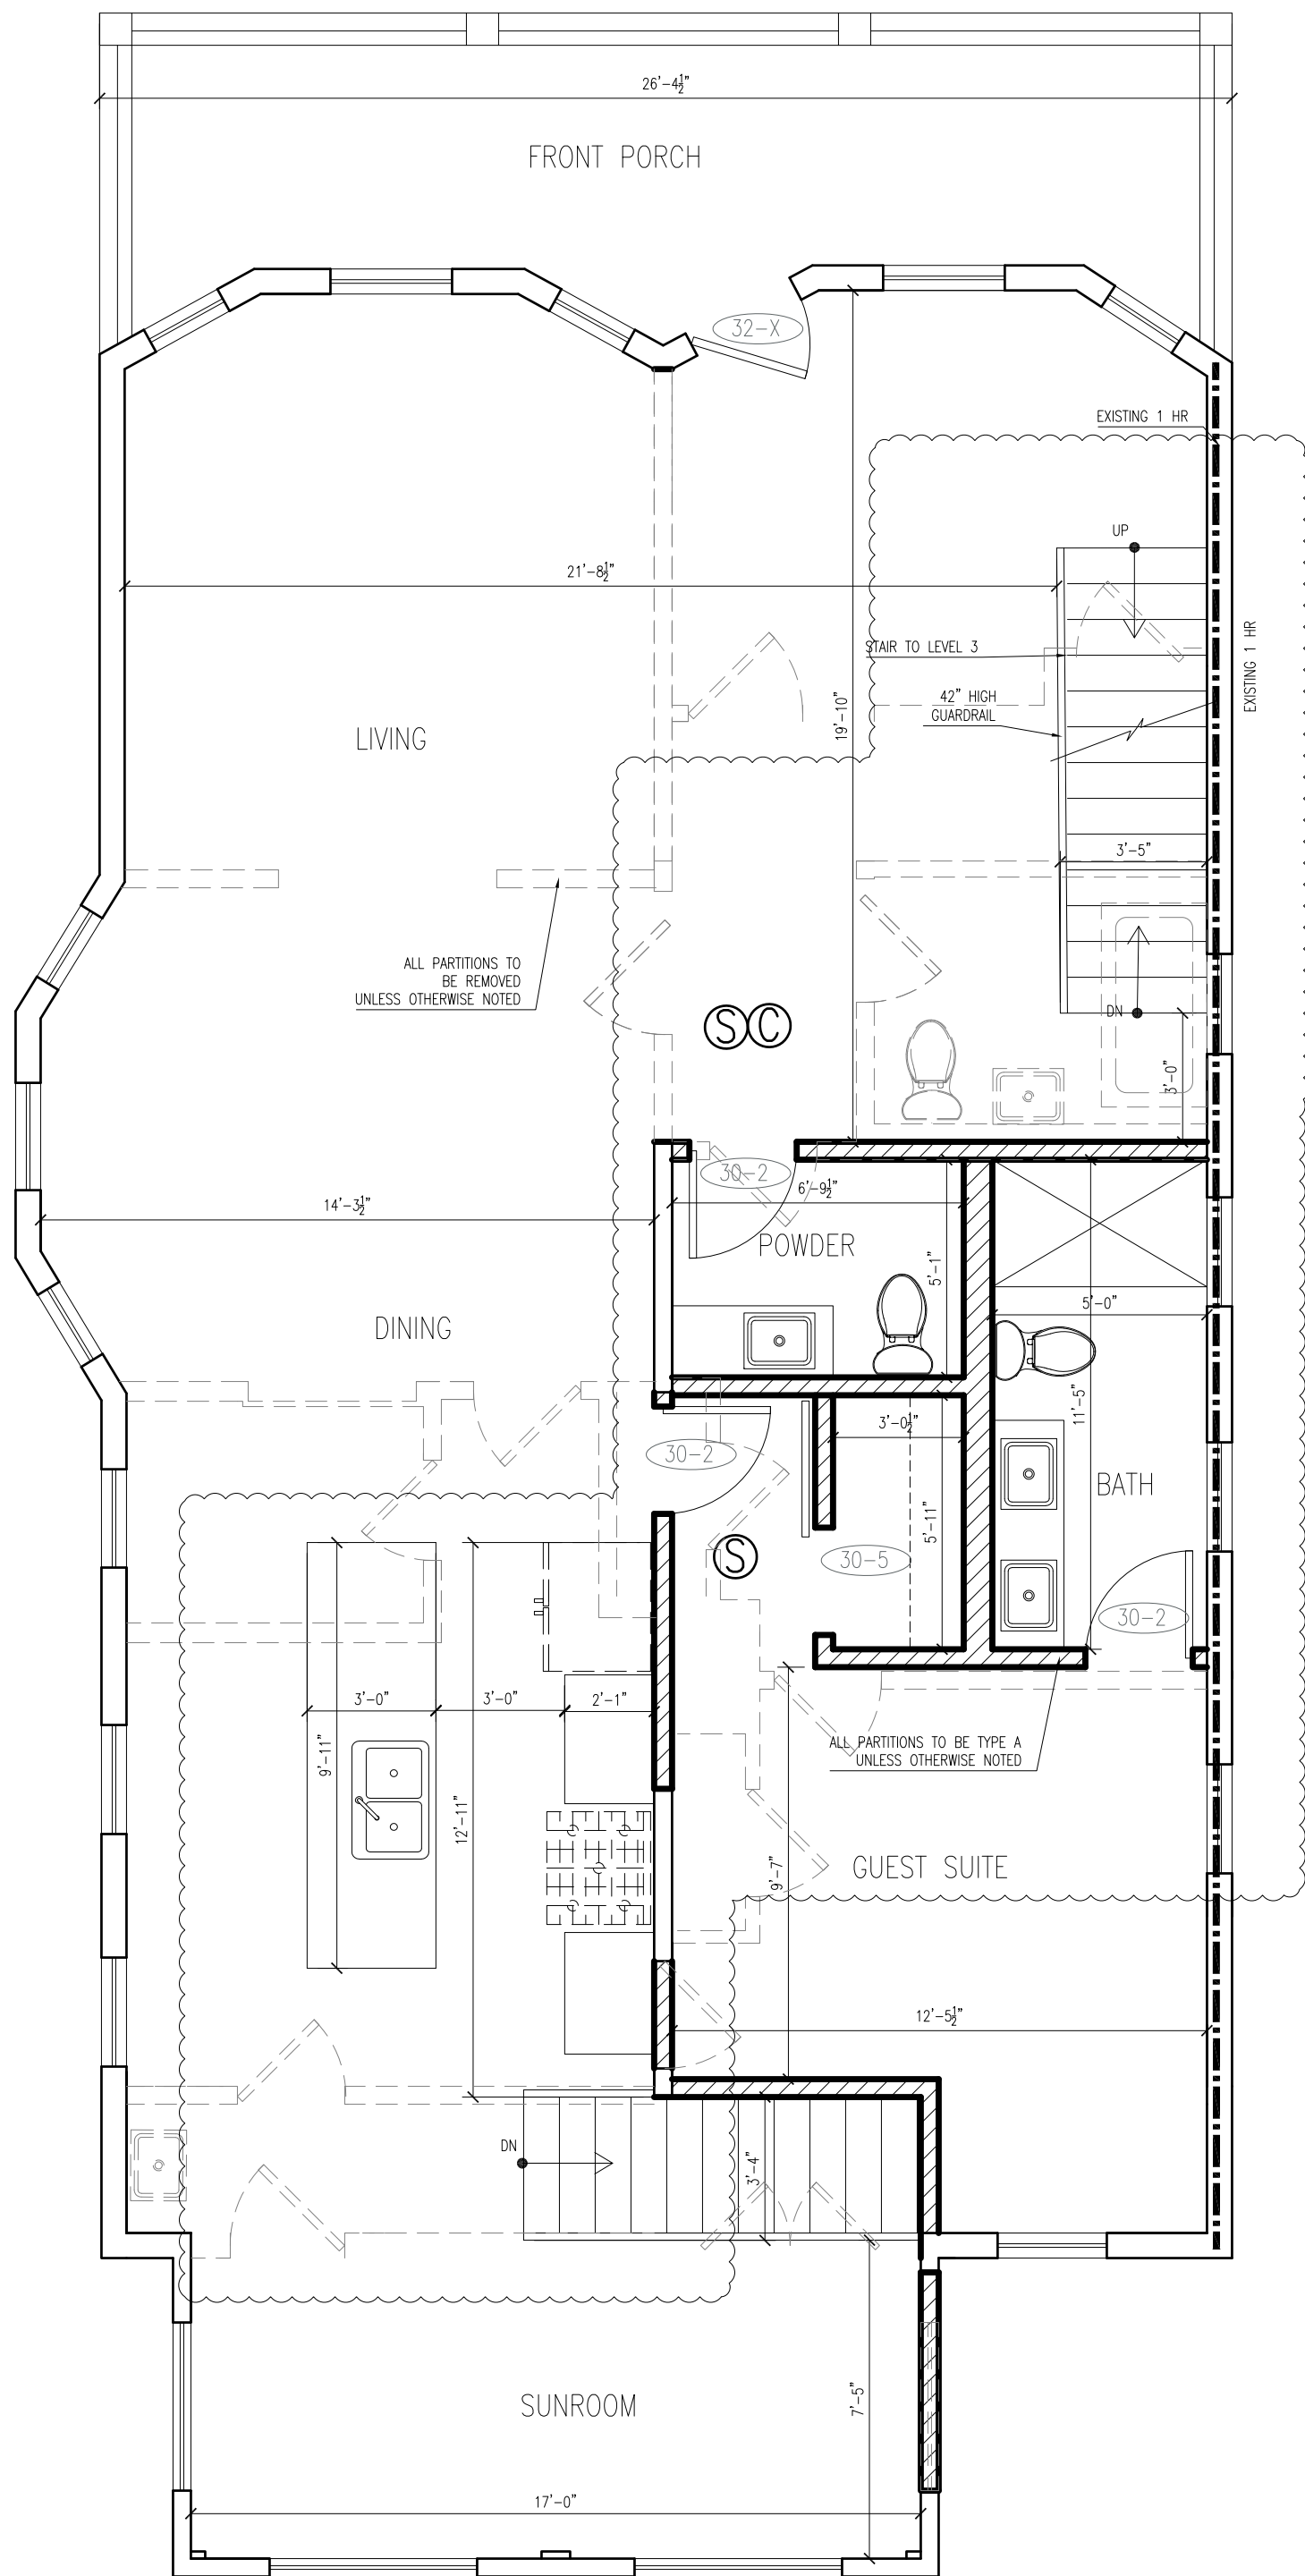 26'-4½"
FRONT PORCH
32-X
EXISTING 1 HR
UP
21'-8½"
STAIR TO LEVEL 3
EXISTING 1 HR
42" HIGH
GUARDRAIL
19'-10"
LIVING
3'-5"
ALL PARTITIONS TO
BE REMOVED
UNLESS OTHERWISE NOTED
S C
DN
3'-0"
30-2
6'-9½"
14'-3½"
POWDER
5'-1"
5'-0"
DINING
11'-5"
3'-0½"
30-2
BATH
5'-11"
S
30-5
30-2
3'-0"
3'-0"
2'-1"
9'-11"
ALL PARTITIONS TO BE TYPE A
UNLESS OTHERWISE NOTED
12'-11"
9'-7"
GUEST SUITE
12'-5½"
DN
3'-4"
SUNROOM
7'-5"
17'-0"